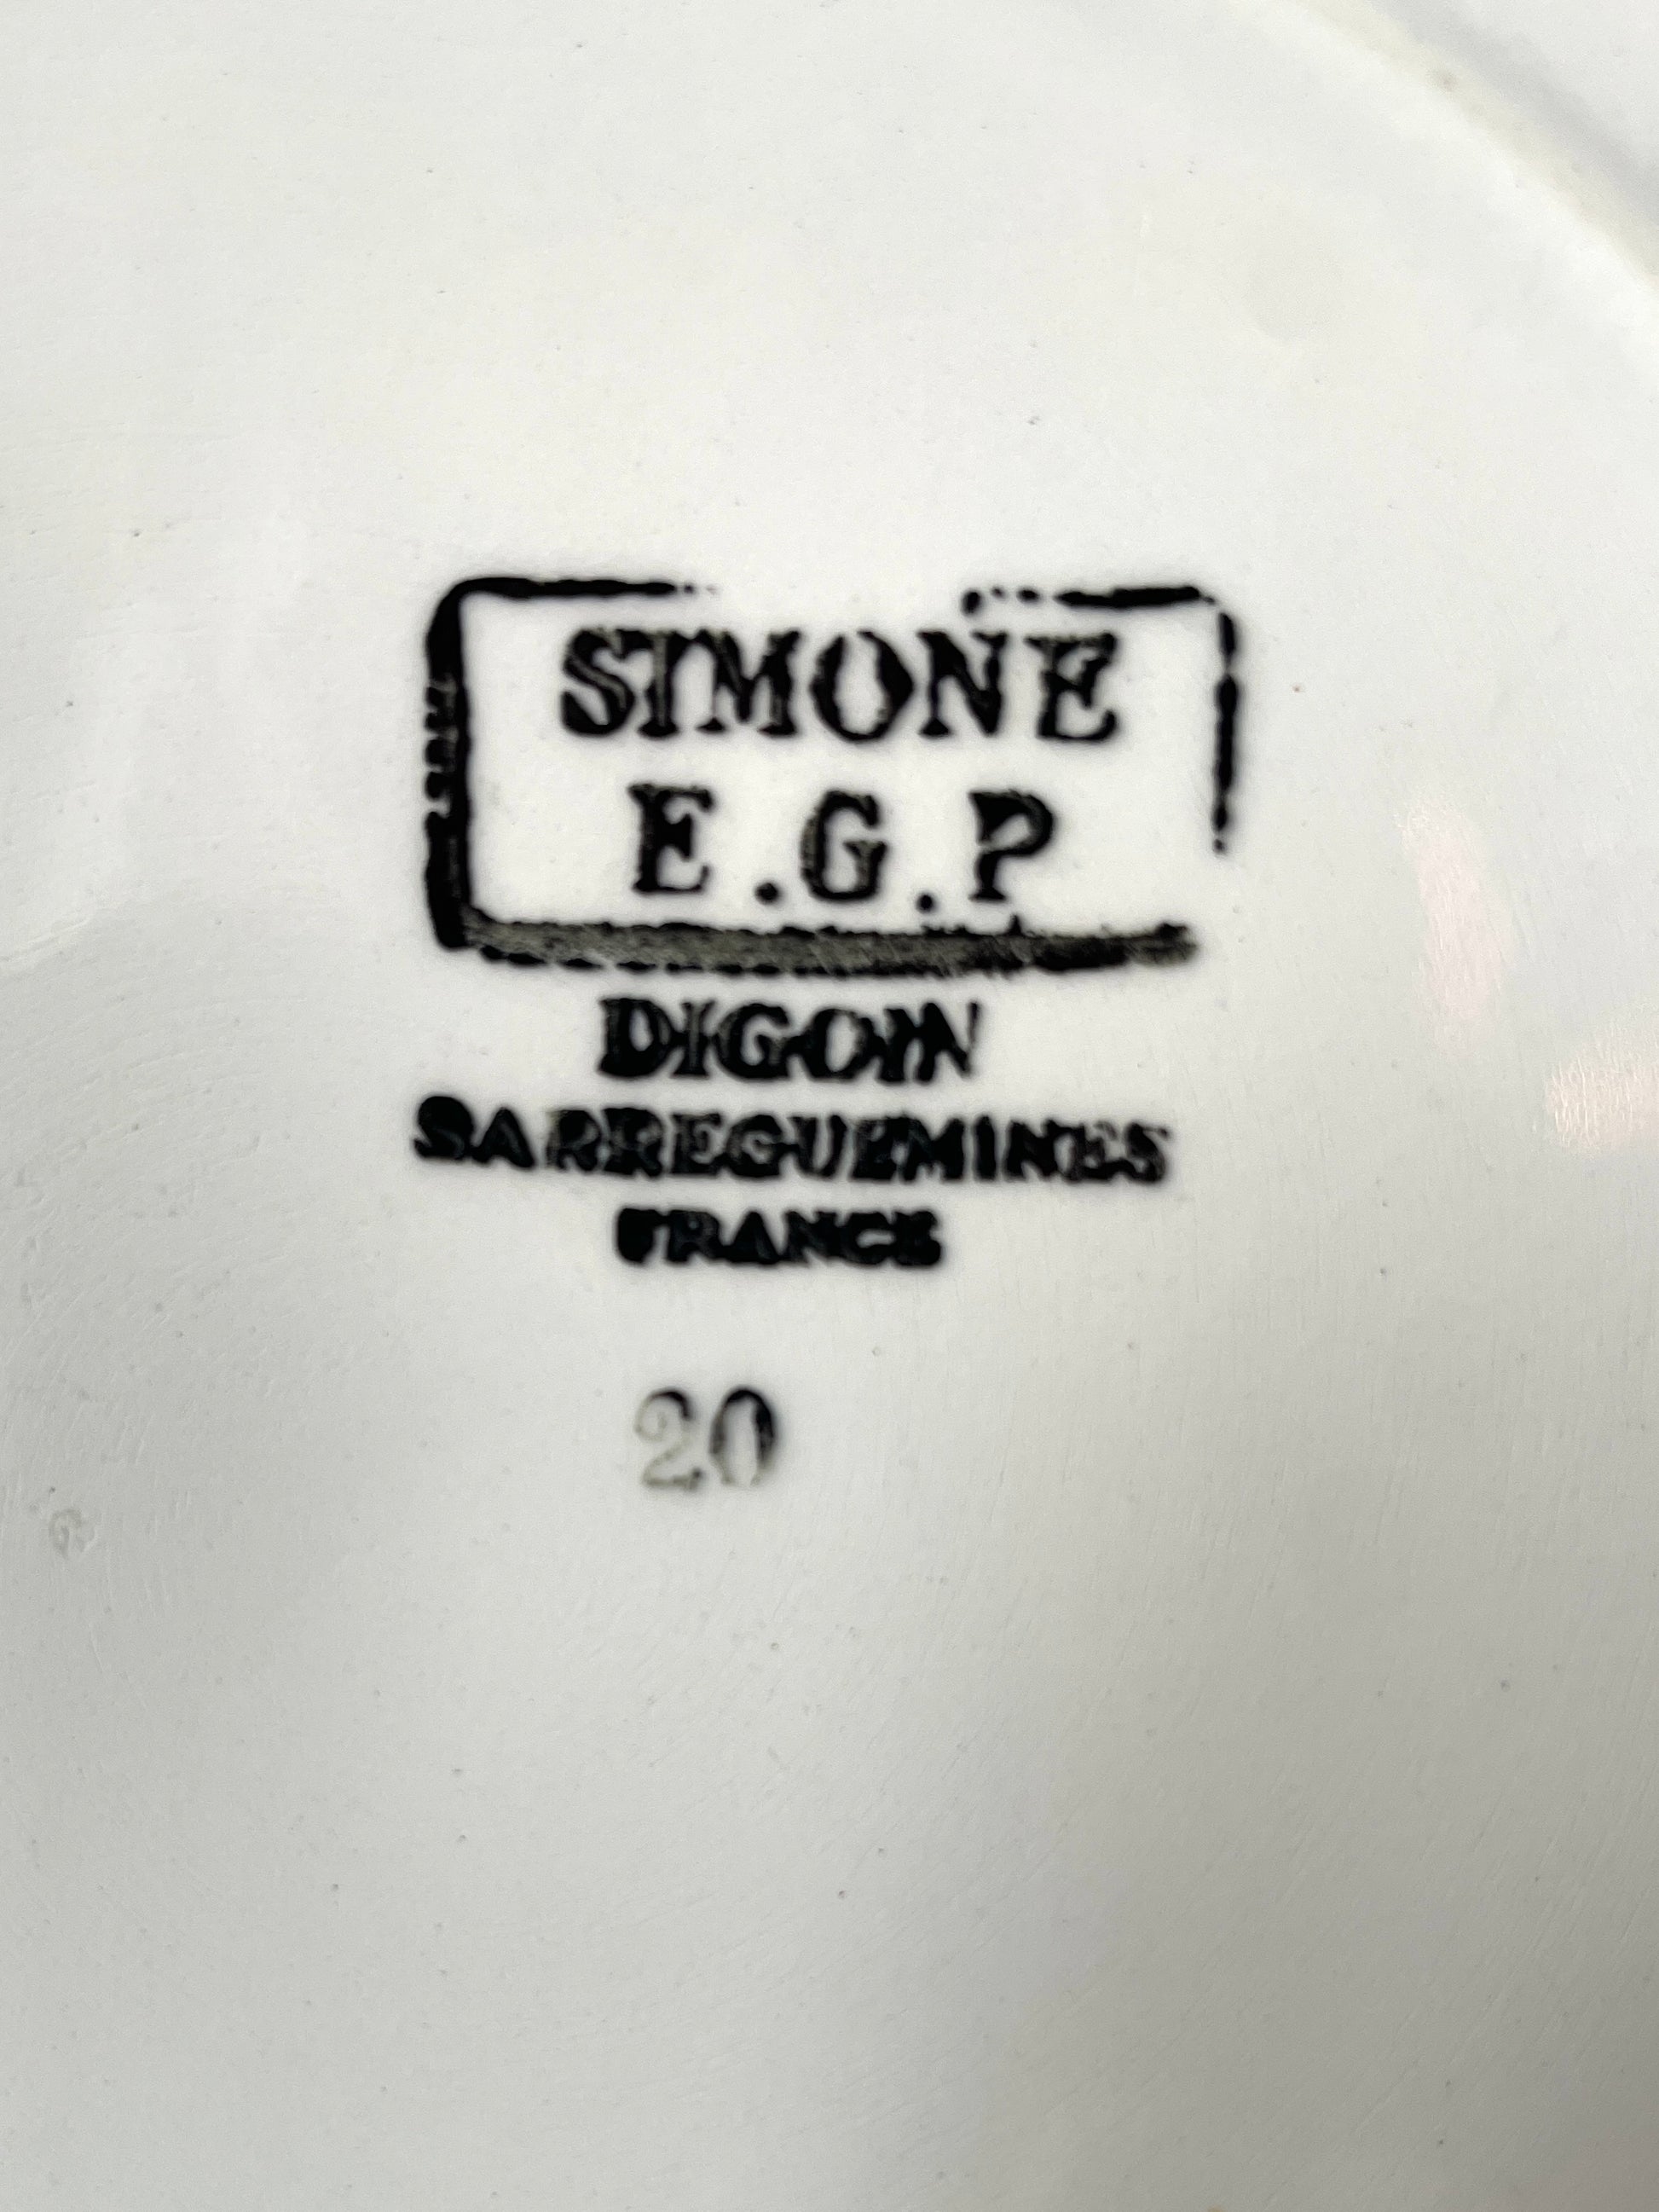 SIMONE
E.G.P
DIGOIN
SARREGUEMINES
FRANCE
20